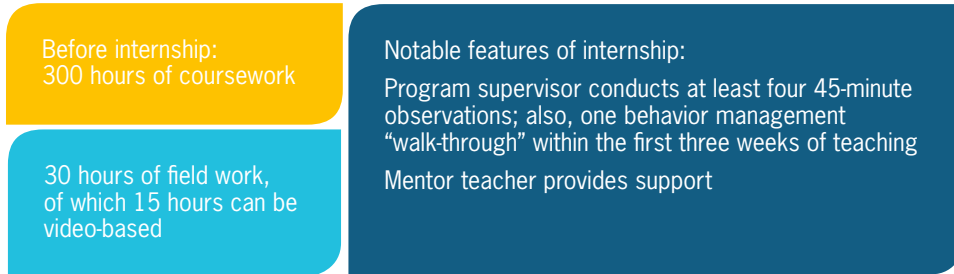 Before internship:
300 hours of coursework
30 hours of field work,
of which 15 hours can be
video-based
Notable features of internship:
Program supervisor conducts at least four 45-minute
observations; also, one behavior management
“walk-through” within the first three weeks of teaching
Mentor teacher provides support